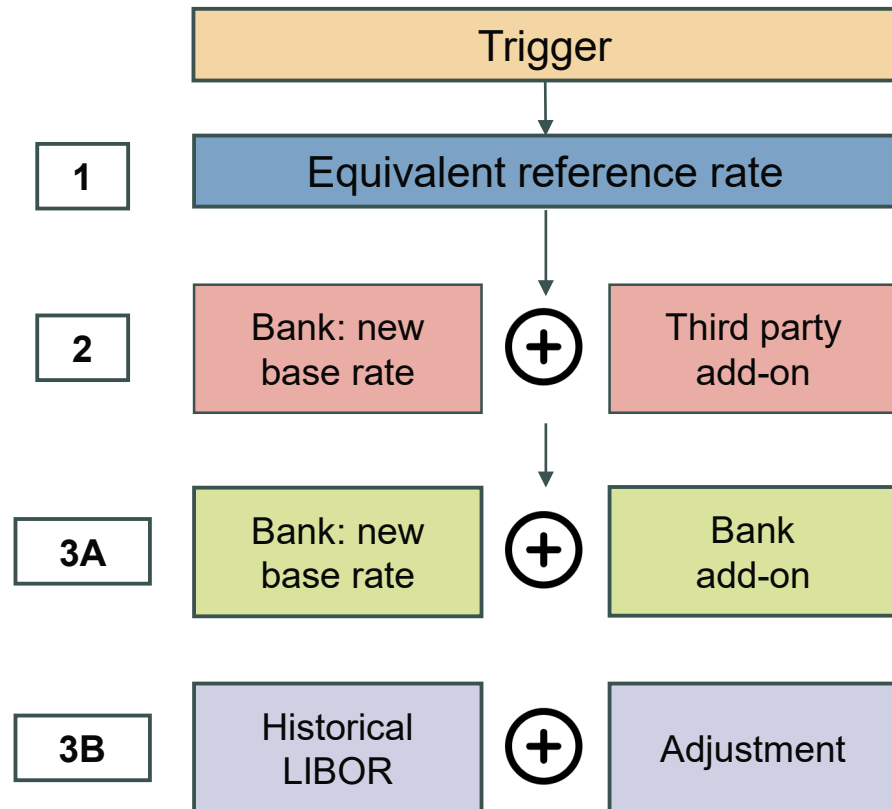 Trigger
1
Equivalent reference rate
2
Bank: new
base rate
+
Third party
add-on
3A
Bank: new
base rate
+
Bank
add-on
3B
Historical
LIBOR
+
Adjustment